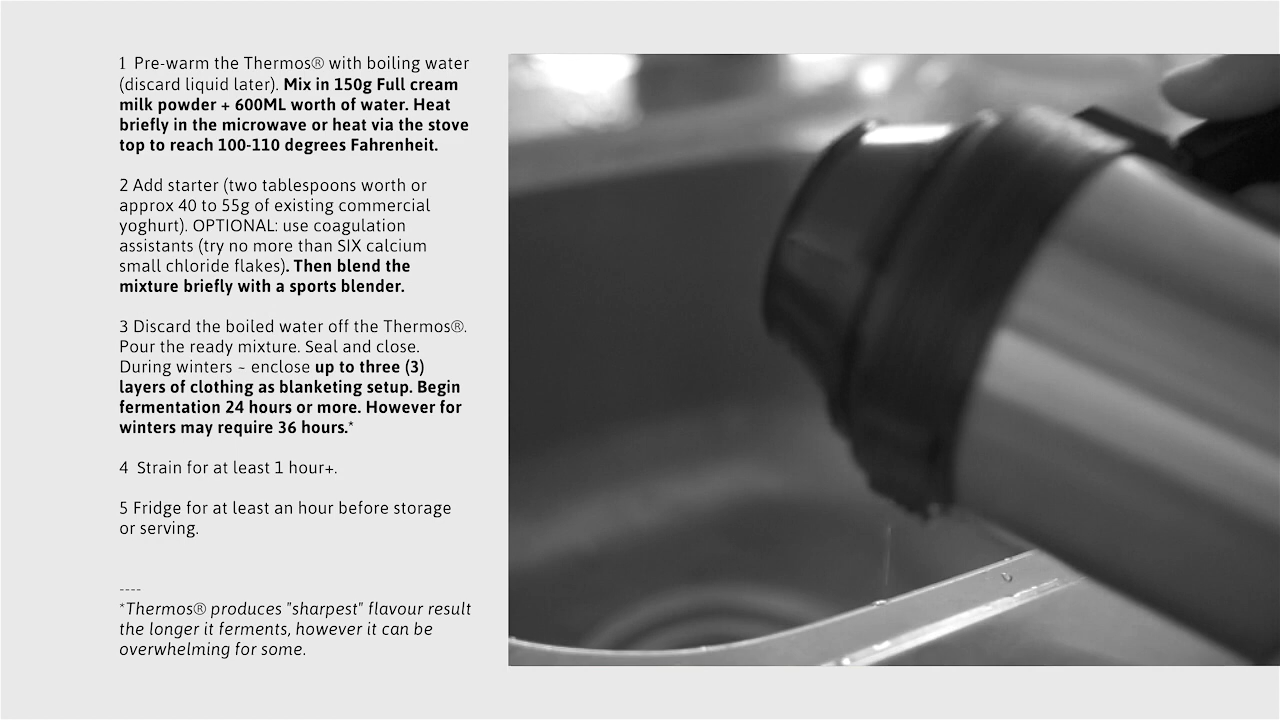 1 Pre-warm the Thermos® with boiling water
(discard liquid later). Mix in 150g Full cream
milk powder + 600ML worth of water. Heat
briefly in the microwave or heat via the stove
top to reach 100-110 degrees Fahrenheit.
2 Add starter (two tablespoons worth or
approx 40 to 55g of existing commercial
yoghurt). OPTIONAL: use coagulation
assistants (try no more than SIX calcium
small chloride flakes). Then blend the
mixture briefly with a sports blender.
3 Discard the boiled water off the Thermos®.
Pour the ready mixture. Seal and close.
During winters ~ enclose up to three (3)
layers of clothing as blanketing setup. Begin
fermentation 24 hours or more. However for
winters may require 36 hours.*
4 Strain for at least 1 hour+.
5 Fridge for at least an hour before storage
or serving.
----
*Thermos® produces "sharpest" flavour result
the longer it ferments, however it can be
overwhelming for some.